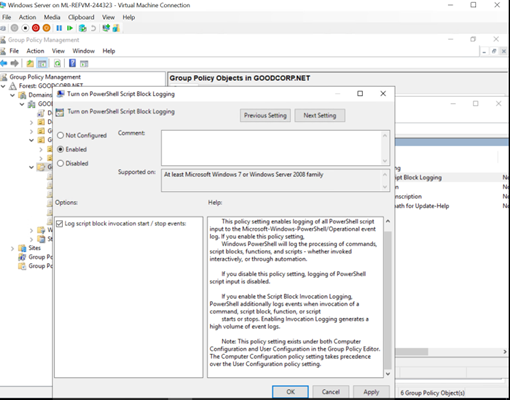 Windows Server on ML-REFVM-244323 - Virtual Machine Connection
File Action Media Clipboard View Help
Group Policy Management
File Action View Window Help
Group Policy Management
Forest: GOODCORP.NET
Domains
Sites
Group Po
Group Po
Group Policy Objects in GOODCORP.NET
Turn on PowerShell Script Block Logging
Turn on PowerShell Script Block Logging
Previous Setting
Next Setting
Not Configured
Enabled
Disabled
Comment:
Supported on:
At least Microsoft Windows 7 or Windows Server 2008 family
Options:
Help:
Log script block invocation start / stop events:
This policy setting enables logging of all PowerShell script
input to the Microsoft-Windows-PowerShell/Operational event
log. If you enable this policy setting,
Windows PowerShell will log the processing of commands,
script blocks, functions, and scripts - whether invoked
interactively, or through automation.
If you disable this policy setting, logging of PowerShell
script input is disabled.
If you enable the Script Block Invocation Logging,
PowerShell additionally logs events when invocation of a
command, script block, function, or script
starts or stops. Enabling Invocation Logging generates a
high volume of event logs.
Note: This policy setting exists under both Computer
Configuration and User Configuration in the Group Policy Editor.
The Computer Configuration policy setting takes precedence
over the User Configuration policy setting.
OK
Cancel
Apply
ng
ipt Block Logging
on
nscription
ath for Update-Help
6 Group Policy Object(s)